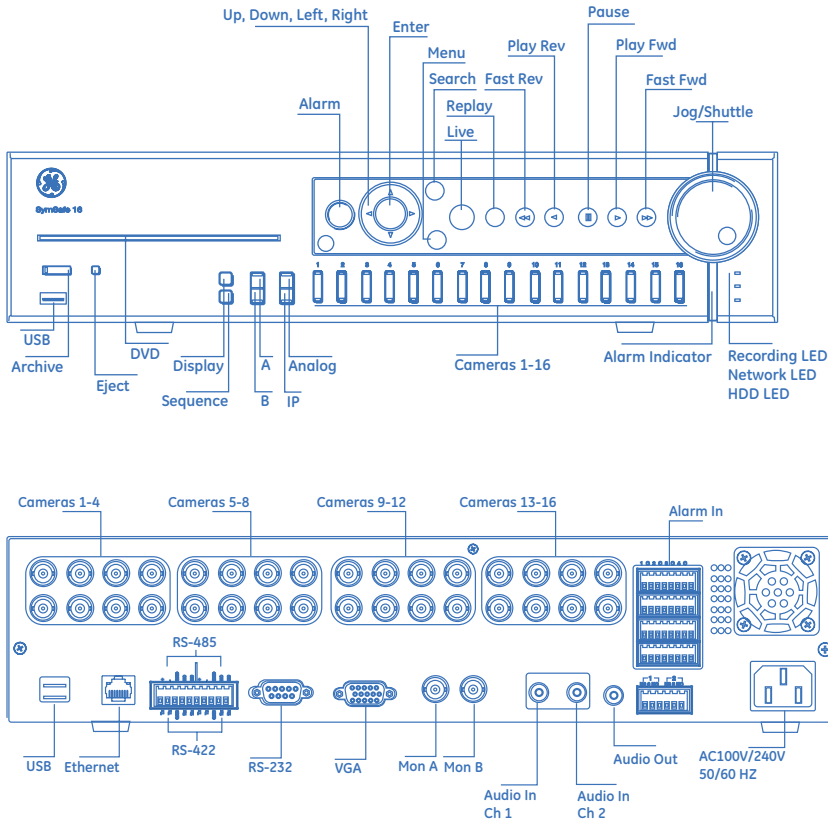 Up, Down, Left, Right
Enter
Pause
Menu
Play Rev
Play Fwd
Search
Fast Rev
Fast Fwd
Alarm
Replay
Jog/Shuttle
Live
SymSafe 16
1 2 3 4 5 6 7 8 9 10 11 12 13 14 15 16
USB
Archive
Eject
DVD
Display
Sequence
A
B
Analog
IP
Cameras 1-16
Alarm Indicator
Recording LED
Network LED
HDD LED
Cameras 1-4
Cameras 5-8
Cameras 9-12
Cameras 13-16
Alarm In
RS-485
1 2
USB
Ethernet
RS-422
RS-232
VGA
Mon A
Mon B
Audio In
Ch 1
Audio In
Ch 2
Audio Out
AC100V/240V
50/60 HZ